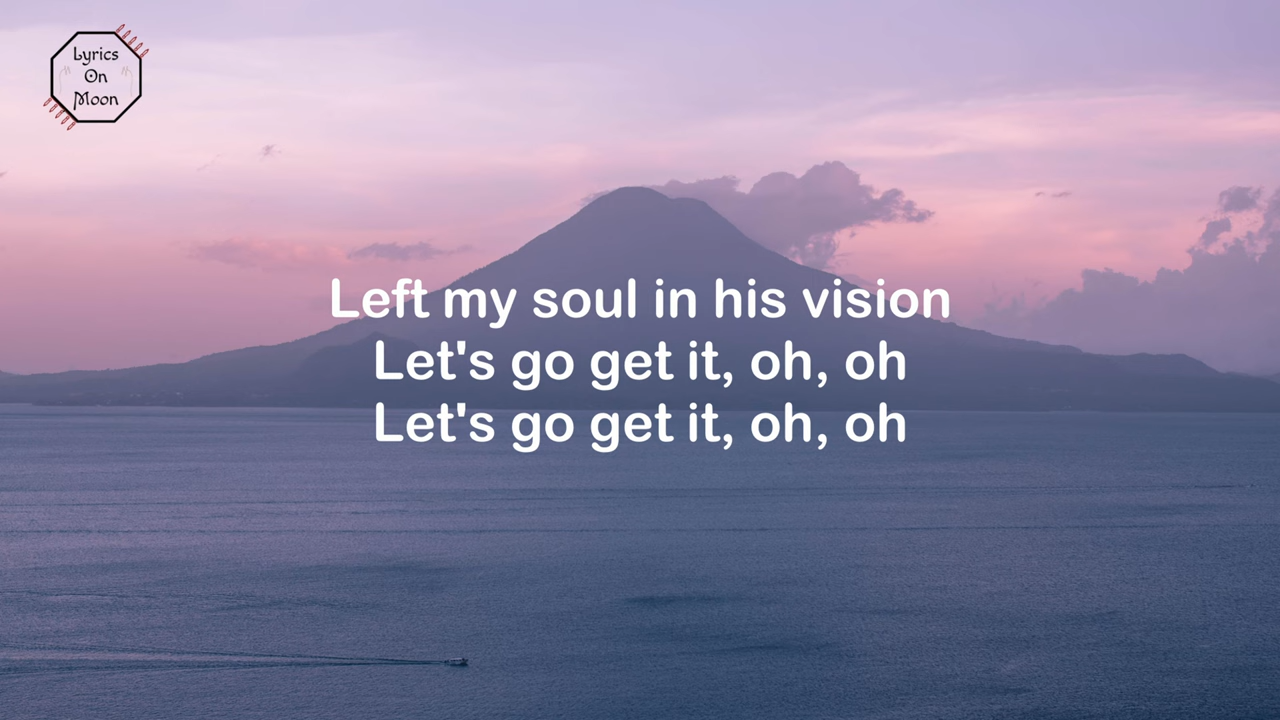 Lyrics
On
Moon
Left my soul in his vision
Let's go get it, oh, oh
Let's go get it, oh, oh